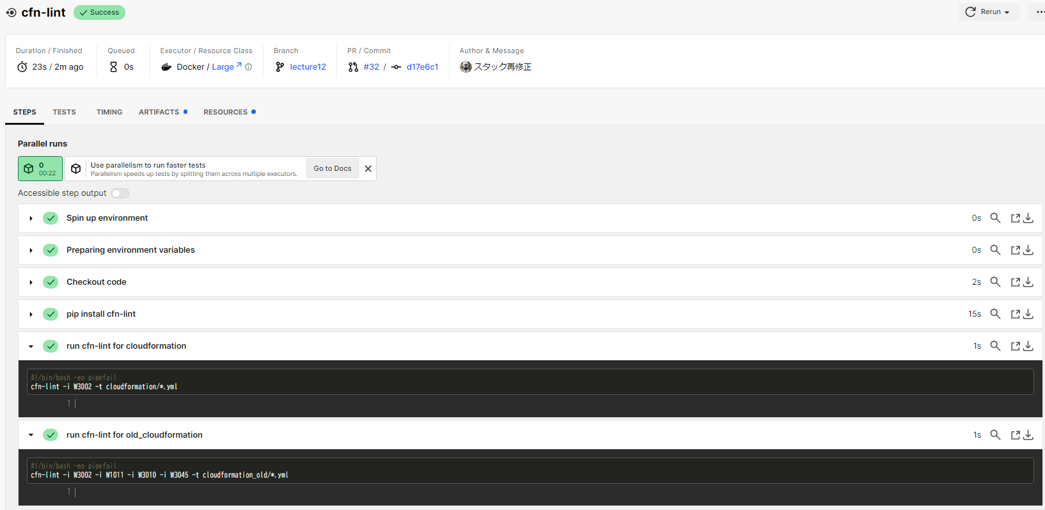 cfn-lint Success
Rerun
Duration / Finished Queued Executor / Resource Class Branch PR / Commit Author & Message
23s / 2m ago 0s Docker / Large lecture12 #32 / d17e6c1 スタック再修正
STEPS TESTS TIMING ARTIFACTS RESOURCES
Parallel runs
0
00:22
Use parallelism to run faster tests
Parallelism speeds up tests by splitting them across multiple executors.
Go to Docs
Accessible step output
Spin up environment 0s
Preparing environment variables 0s
Checkout code 2s
pip install cfn-lint 15s
run cfn-lint for cloudformation 1s
#!/bin/bash -eo pipefail
cfn-lint -i W3002 -t cloudformation/*.yml
1
run cfn-lint for old_cloudformation 1s
#!/bin/bash -eo pipefail
cfn-lint -i W3002 -i W1011 -i W3010 -i W3045 -t cloudformation_old/*.yml
1